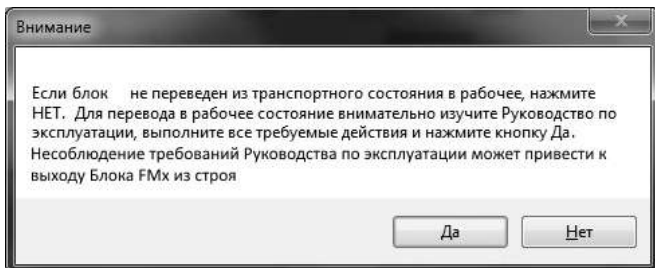 Внимание
Если блок не переведен из транспортного состояния в рабочее, нажмите
НЕТ. Для перевода в рабочее состояние внимательно изучите Руководство по
эксплуатации, выполните все требуемые действия и нажмите кнопку Да.
Несоблюдение требований Руководства по эксплуатации может привести к
выходу Блока FMx из строя
Да
Нет